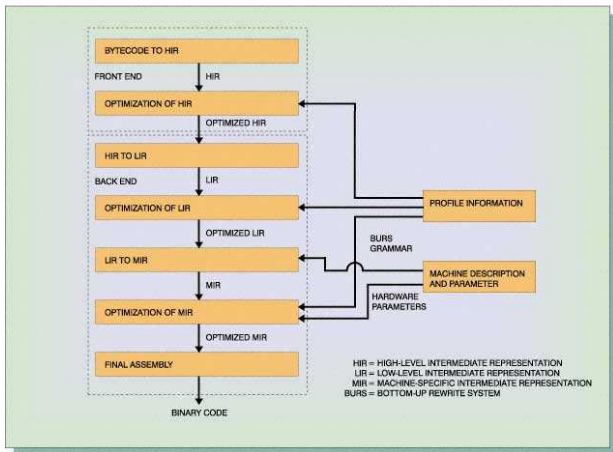 BYTECODE TO HIR
FRONT END
HIR
OPTIMIZATION OF HIR
OPTIMIZED HIR
HIR TO LIR
BACK END
LIR
OPTIMIZATION OF LIR
OPTIMIZED LIR
LIR TO MIR
MIR
OPTIMIZATION OF MIR
OPTIMIZED MIR
FINAL ASSEMBLY
BINARY CODE
PROFILE INFORMATION
BURS
GRAMMAR
MACHINE DESCRIPTION
AND PARAMETER
HARDWARE
PARAMETERS
HIR = HIGH-LEVEL INTERMEDIATE REPRESENTATION
LIR = LOW-LEVEL INTERMEDIATE REPRESENTATION
MIR = MACHINE-SPECIFIC INTERMEDIATE REPRESENTATION
BURS = BOTTOM-UP REWRITE SYSTEM